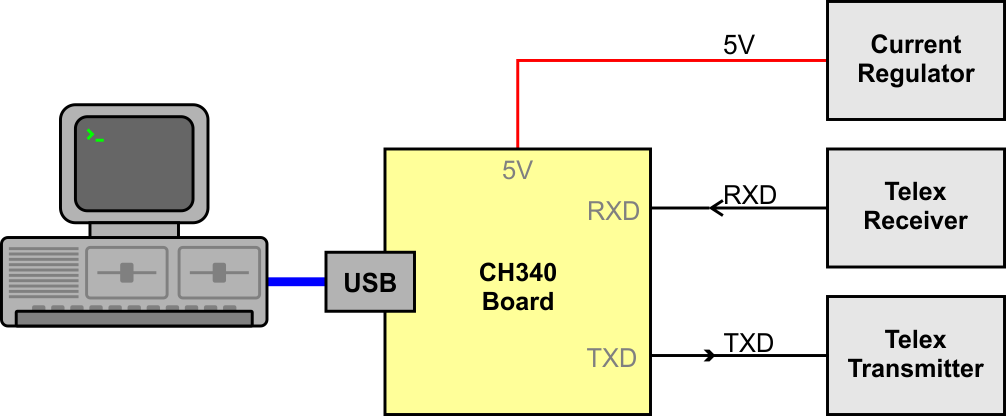 5V
Current
Regulator
>_
5V
RXD
RXD
Telex
Receiver
USB
CH340
Board
TXD
TXD
Telex
Transmitter